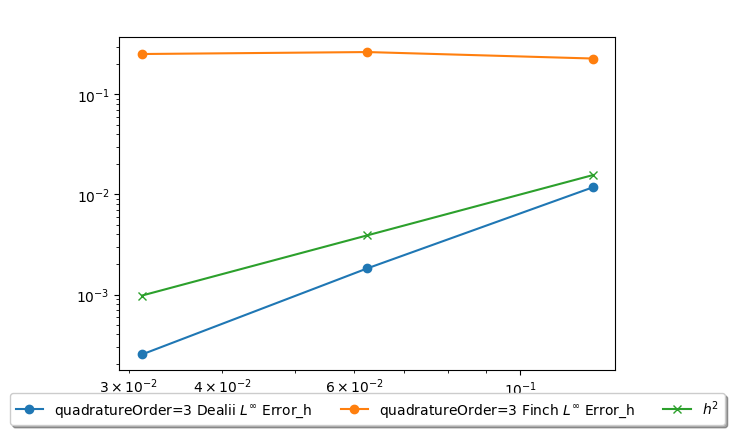 10⁻¹
10⁻²
10⁻³
3 × 10⁻² 4 × 10⁻² 6 × 10⁻² 10⁻¹
quadratureOrder=3 Dealii L^∞ Error_h quadratureOrder=3 Finch L^∞ Error_h h²